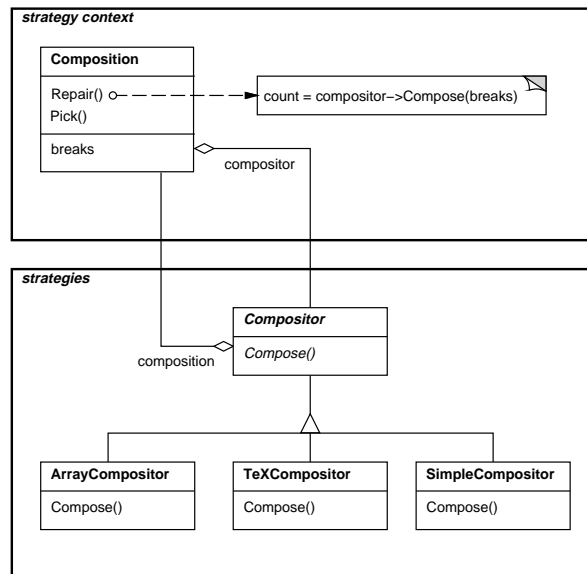 strategy context
Composition
Repair()
count = compositor−>Compose(breaks)
Pick()
breaks
compositor
strategies
Compositor
Compose()
composition
ArrayCompositor
TeXCompositor
SimpleCompositor
Compose()
Compose()
Compose()